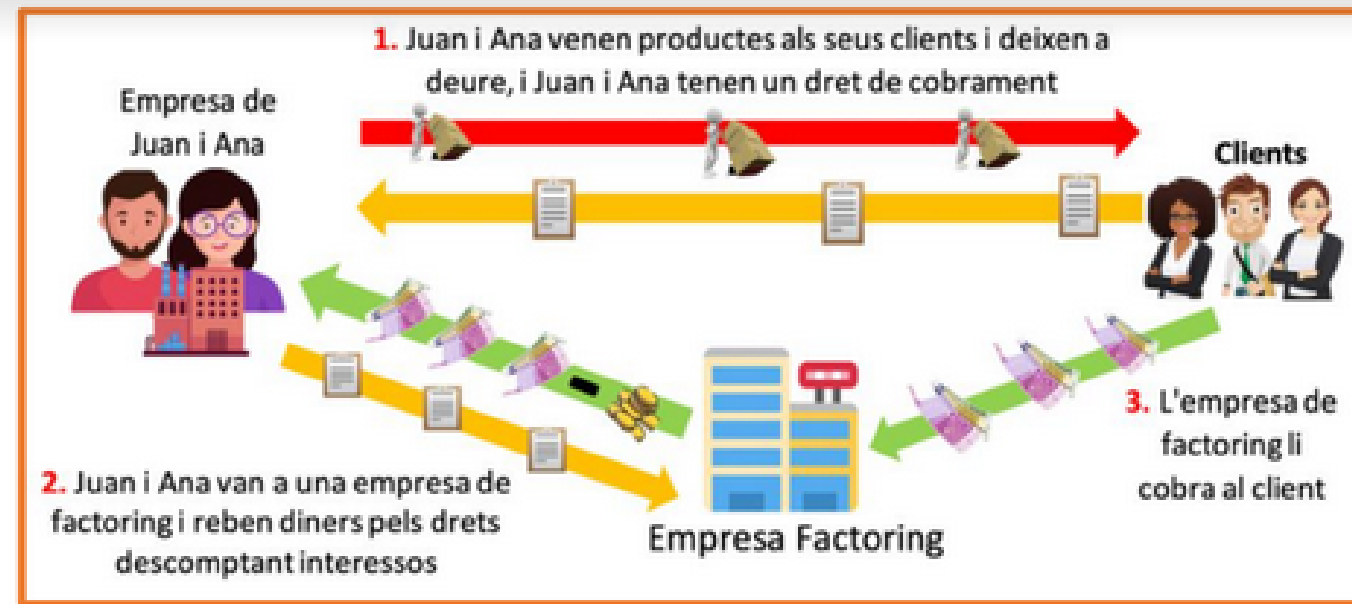 1. Juan i Ana venen productes als seus clients i deixen a
deure, i Juan i Ana tenen un dret de cobrament
Empresa de
Juan i Ana
Clients
3. L'empresa de
factoring li
cobra al client
2. Juan i Ana van a una empresa de
factoring i reben diners pels drets
descomptant interessos
Empresa Factoring